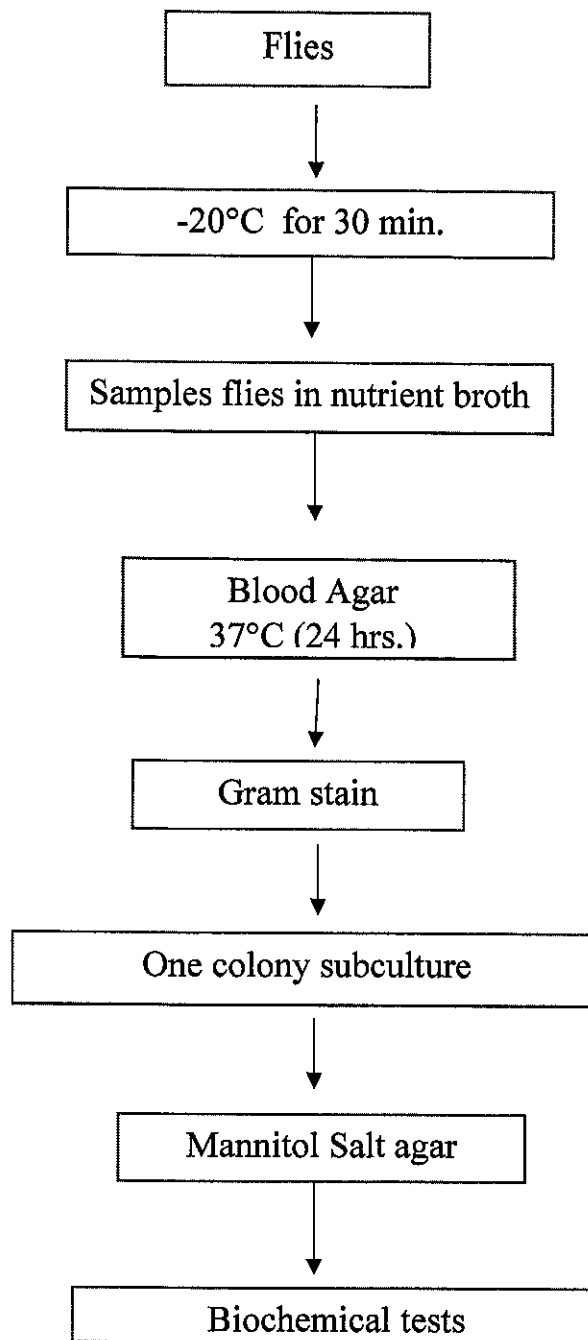 Flies
-20°C for 30 min.
Samples flies in nutrient broth
Blood Agar
37°C (24 hrs.)
Gram stain
One colony subculture
Mannitol Salt agar
Biochemical tests